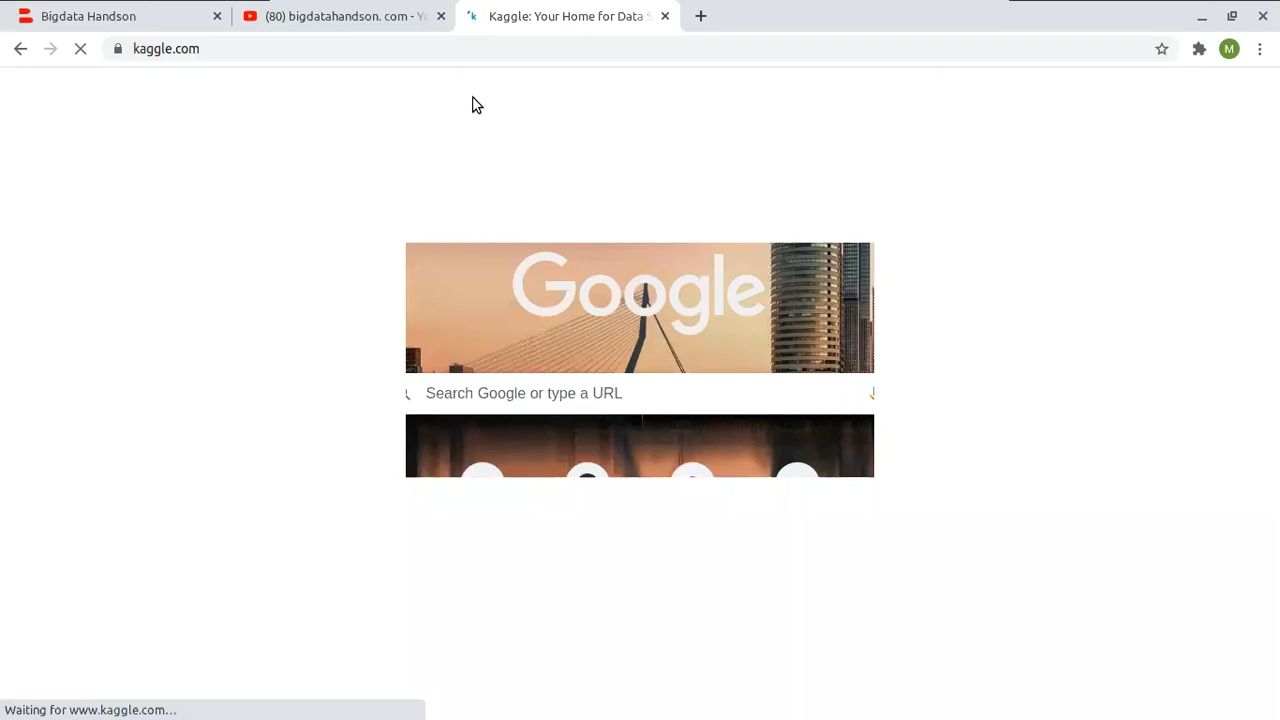 Bigdata Handson
(80) bigdatahandson. com - Y
Kaggle: Your Home for Data S
kaggle.com
M
Google
Search Google or type a URL
Waiting for www.kaggle.com…